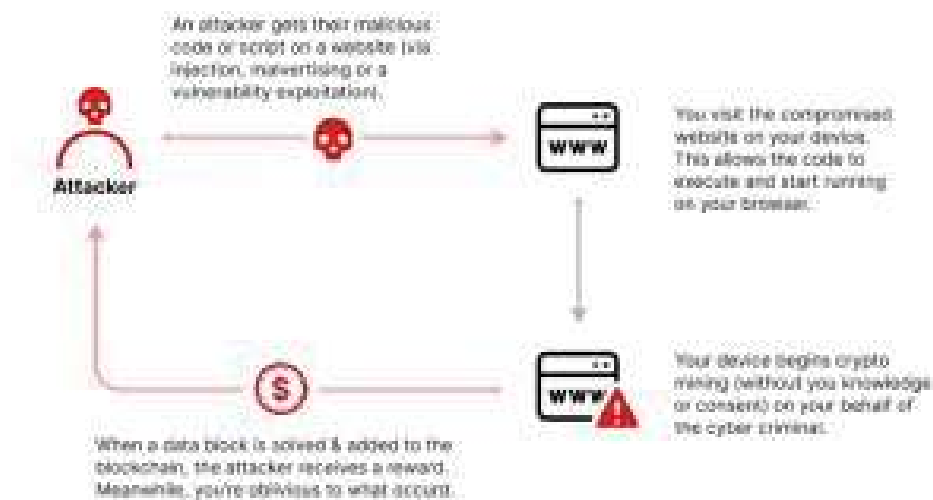 An attacker gets their malicious
code or script on a website (via
injection, malvertising or a
vulnerability exploitation).
Attacker
www
You visit the compromised
website on your device.
This allows the code to
execute and start running
on your browser.
$
www
Your device begins crypto
mining (without you knowledge
or consent) on your behalf of
the cyber criminal.
When a data block is solved & added to the
blockchain, the attacker receives a reward.
Meanwhile, you're oblivious to what occurd.